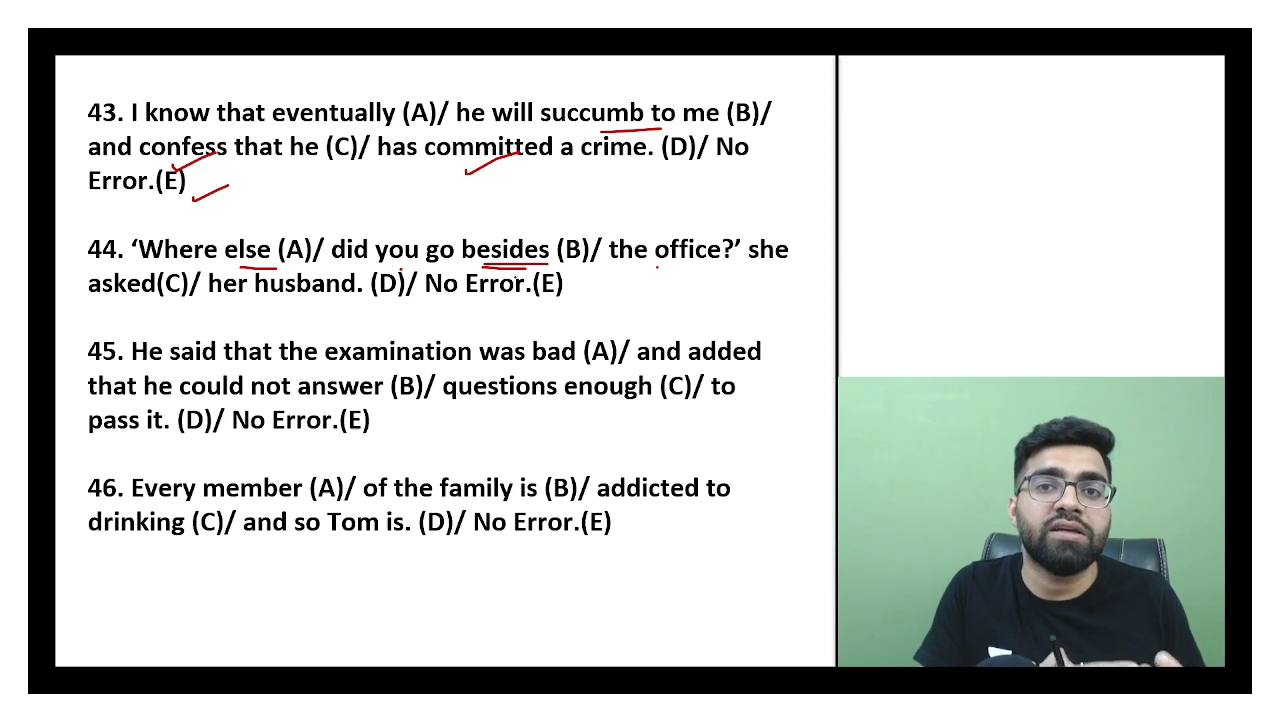 43. I know that eventually (A)/ he will succumb to me (B)/
and confess that he (C)/ has committed a crime. (D)/ No
Error.(E)
44. ‘Where else (A)/ did you go besides (B)/ the office?’ she
asked(C)/ her husband. (D)/ No Error.(E)
45. He said that the examination was bad (A)/ and added
that he could not answer (B)/ questions enough (C)/ to
pass it. (D)/ No Error.(E)
46. Every member (A)/ of the family is (B)/ addicted to
drinking (C)/ and so Tom is. (D)/ No Error.(E)